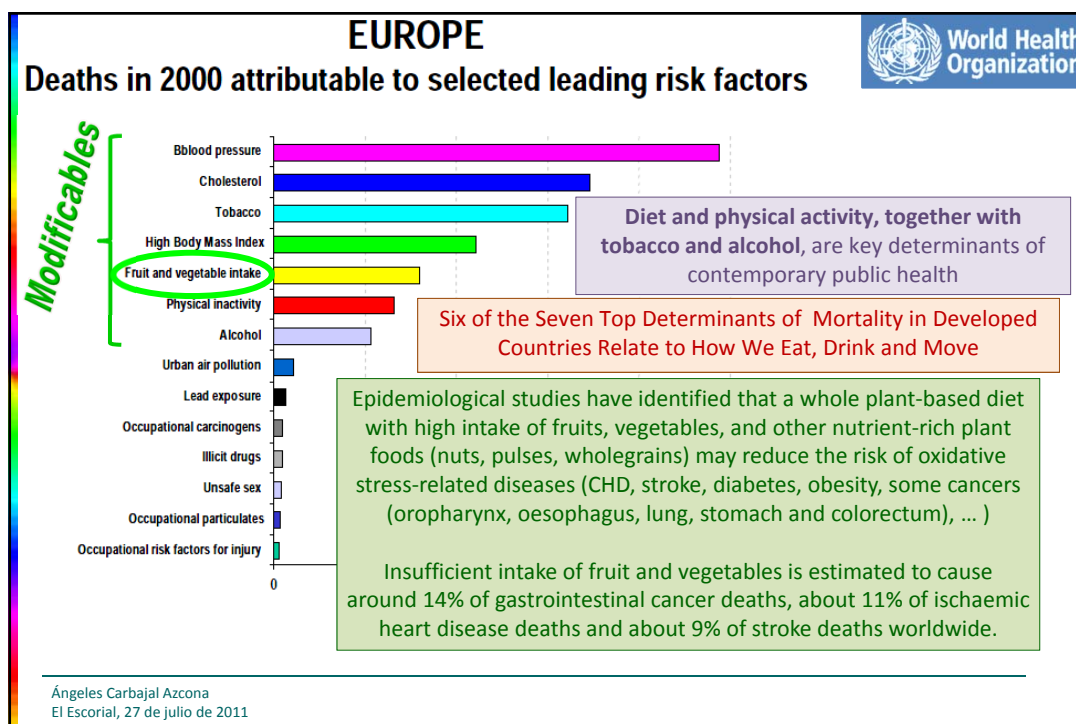 EUROPE
Deaths in 2000 attributable to selected leading risk factors
World Health
Organization
Modificables
Bblood pressure
Cholesterol
Tobacco
High Body Mass Index
Fruit and vegetable intake
Physical inactivity
Alcohol
Urban air pollution
Lead exposure
Occupational carcinogens
Illicit drugs
Unsafe sex
Occupational particulates
Occupational risk factors for injury
0
Diet and physical activity, together with
tobacco and alcohol, are key determinants of
contemporary public health
Six of the Seven Top Determinants of Mortality in Developed
Countries Relate to How We Eat, Drink and Move
Epidemiological studies have identified that a whole plant-based diet
with high intake of fruits, vegetables, and other nutrient-rich plant
foods (nuts, pulses, wholegrains) may reduce the risk of oxidative
stress-related diseases (CHD, stroke, diabetes, obesity, some cancers
(oropharynx, oesophagus, lung, stomach and colorectum), ... )
Insufficient intake of fruit and vegetables is estimated to cause
around 14% of gastrointestinal cancer deaths, about 11% of ischaemic
heart disease deaths and about 9% of stroke deaths worldwide.
Ángeles Carbajal Azcona
El Escorial, 27 de julio de 2011